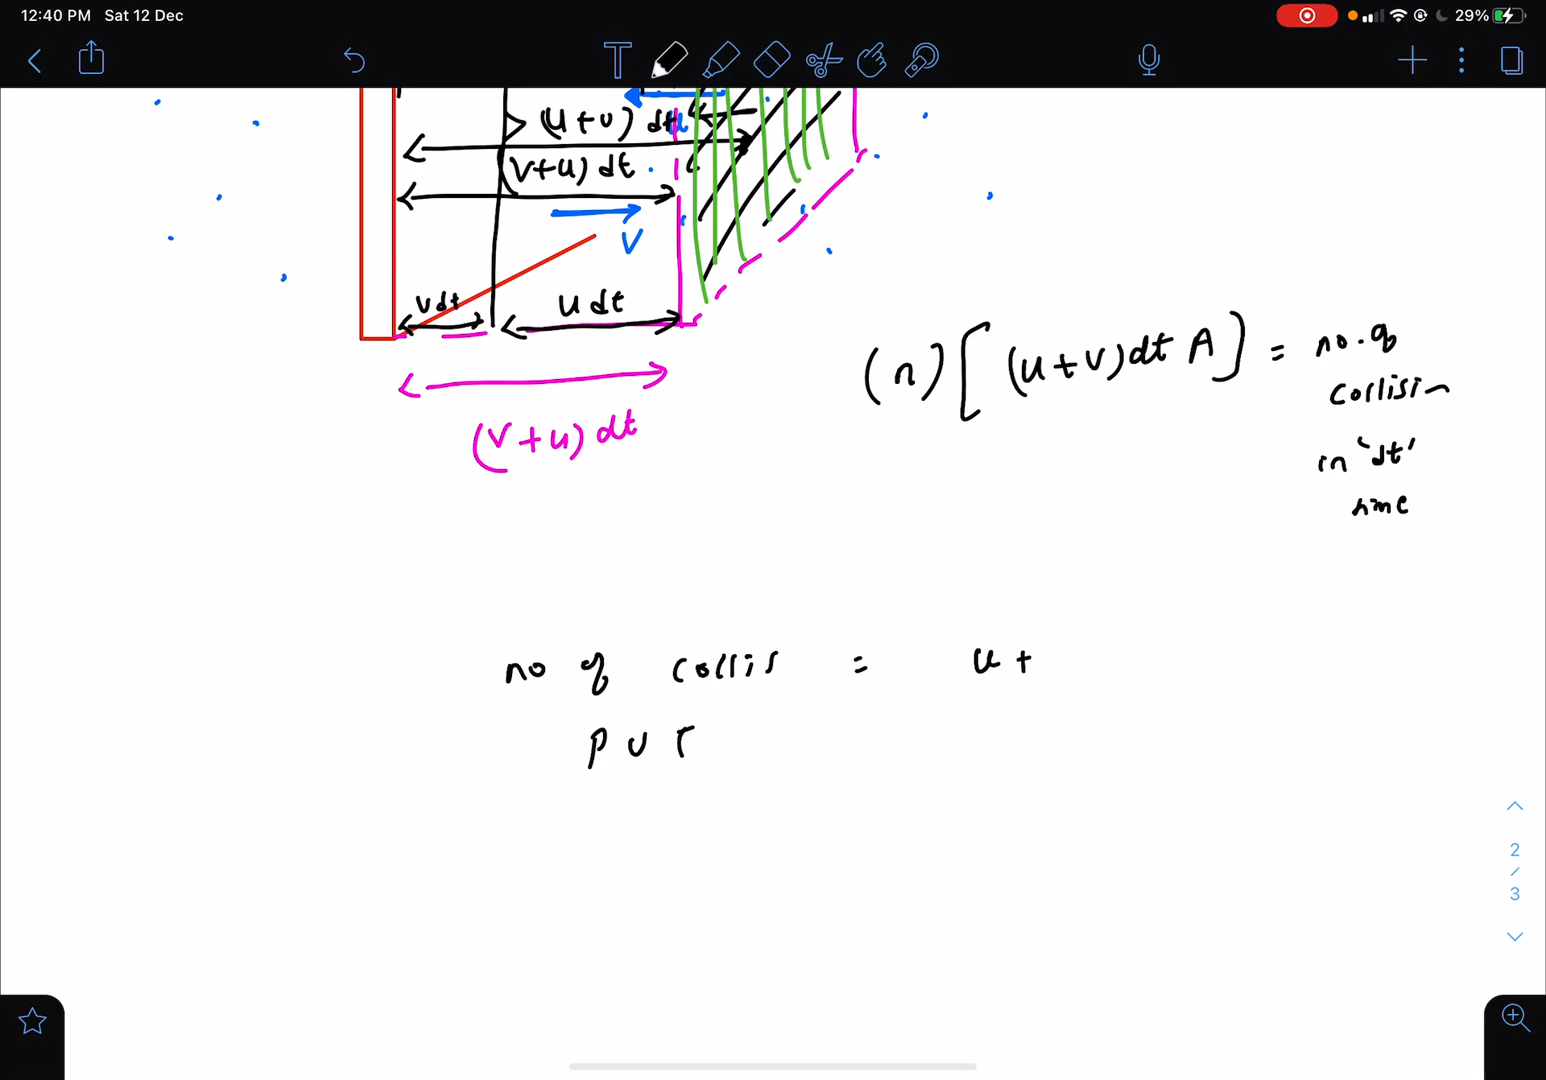 12:40 PM Sat 12 Dec
29%
T
(u+v) dt
u
(v+u) dt
v
vdt
u dt
(v+u) dt
(n)[(u+v)dt A] = no. of
collision
in 'dt'
time
no of collis = u +
2
/
3